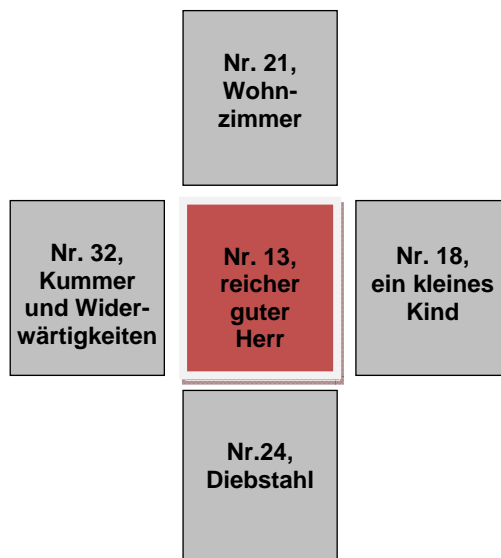 Nr. 21,
Wohn-
zimmer
Nr. 32,
Kummer
und Wider-
wärtigkeiten
Nr. 13,
reicher
guter
Herr
Nr. 18,
ein kleines
Kind
Nr.24,
Diebstahl